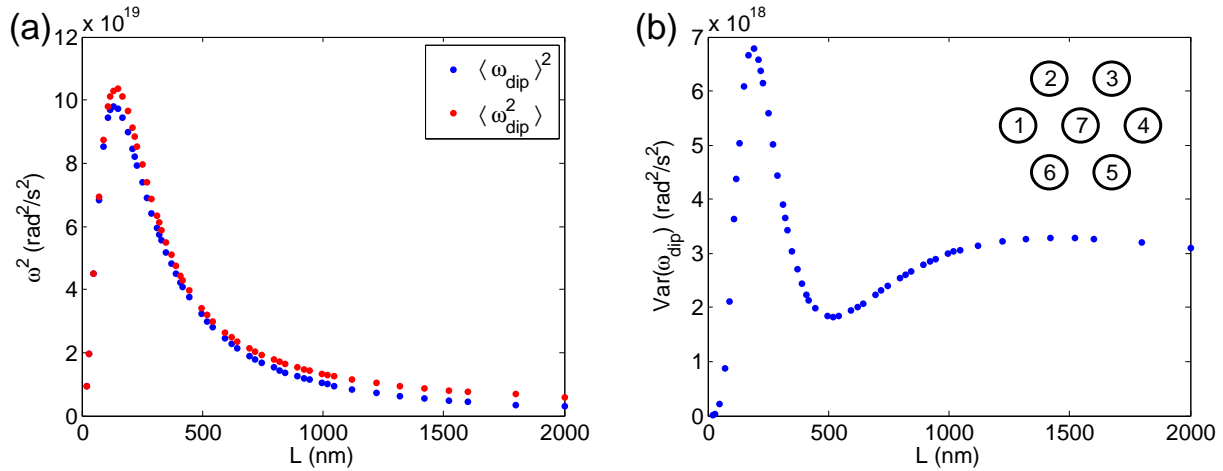 (a)
x 10^19
12
10
8
6
4
2
0
ω^2 (rad^2/s^2)
⟨ ω_dip ⟩^2
⟨ ω^2_dip ⟩
0 500 1000 1500 2000
L (nm)
(b)
x 10^18
7
6
5
4
3
2
1
0
Var(ω_dip) (rad^2/s^2)
2 3
1 7 4
6 5
0 500 1000 1500 2000
L (nm)